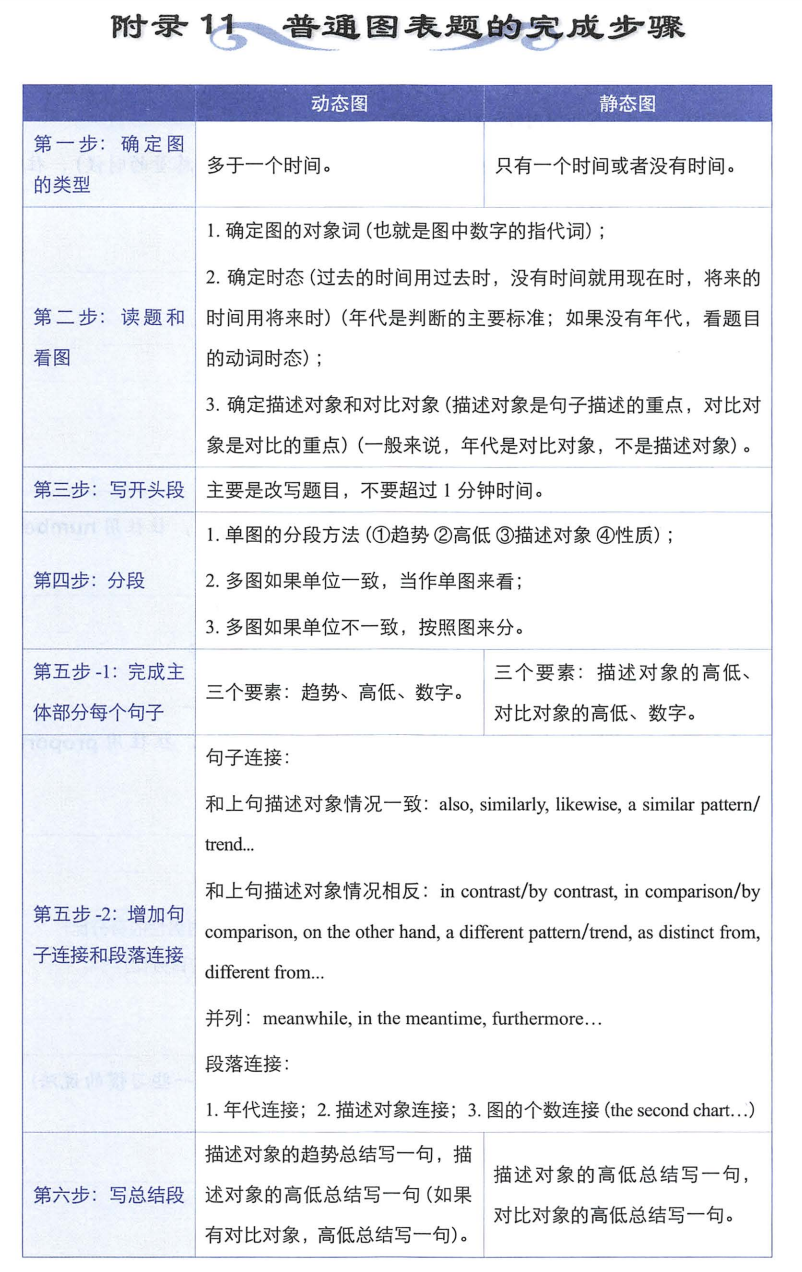 附录 11 普通图表题的完成步骤
动态图 静态图
第一步：确定图
的类型
多于一个时间。
只有一个时间或者没有时间。
第二步：读题和
看图
1. 确定图的对象词 (也就是图中数字的指代词)；
2. 确定时态 (过去的时间用过去时，没有时间就用现在时，将来的
时间用将来时) (年代是判断的主要标准；如果没有年代，看题目
的动词时态)；
3. 确定描述对象和对比对象 (描述对象是句子描述的重点，对比对
象是对比的重点) (一般来说，年代是对比对象，不是描述对象) 。
第三步：写开头段
主要是改写题目，不要超过 1 分钟时间。
第四步：分段
1. 单图的分段方法 (①趋势 ②高低 ③描述对象 ④性质)；
2. 多图如果单位一致，当作单图来看；
3. 多图如果单位不一致，按照图来分。
第五步 -1：完成主
体部分每个句子
三个要素：趋势、高低、数字。
三个要素：描述对象的高低、
对比对象的高低、数字。
第五步 -2：增加句
子连接和段落连接
句子连接：
和上句描述对象情况一致：also, similarly, likewise, a similar pattern/
trend...
和上句描述对象情况相反：in contrast/by contrast, in comparison/by
comparison, on the other hand, a different pattern/trend, as distinct from,
different from...
并列：meanwhile, in the meantime, furthermore…
段落连接：
1. 年代连接；2. 描述对象连接；3. 图的个数连接 (the second chart…)
第六步：写总结段
描述对象的趋势总结写一句，描
述对象的高低总结写一句 (如果
有对比对象，高低总结写一句)。
描述对象的高低总结写一句，
对比对象的高低总结写一句。